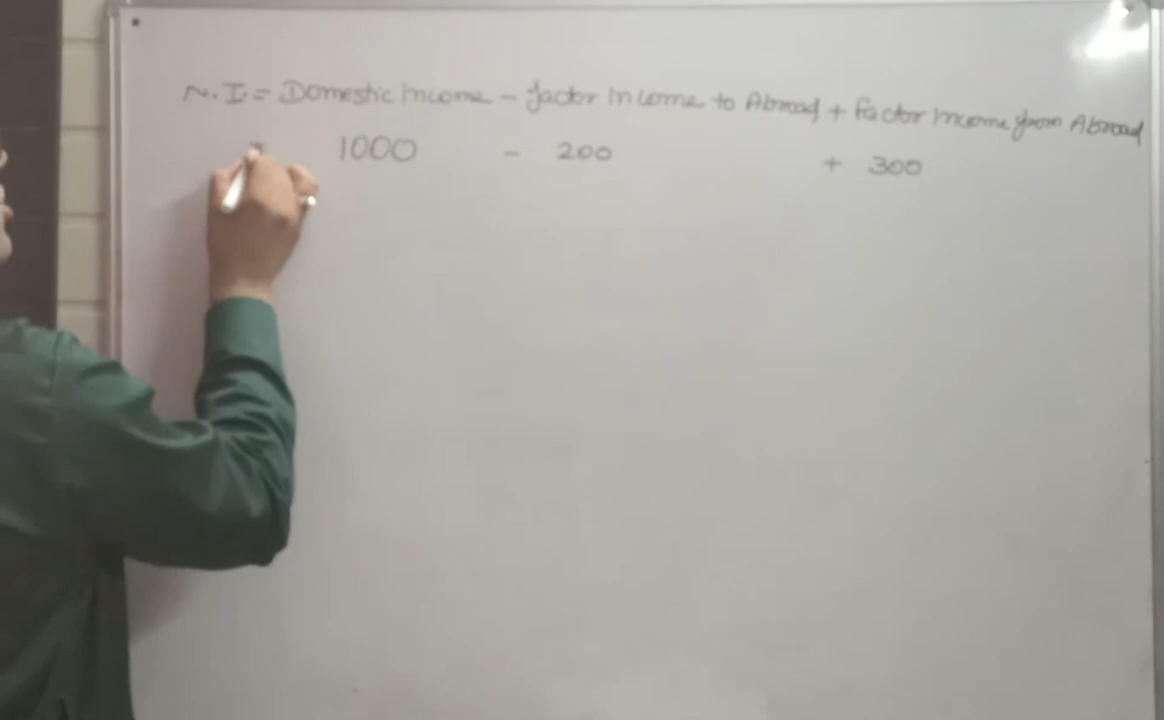 N.I. = Domestic Income - factor Income to Abroad + Factor Income from Abroad
= 1000 - 200 + 300